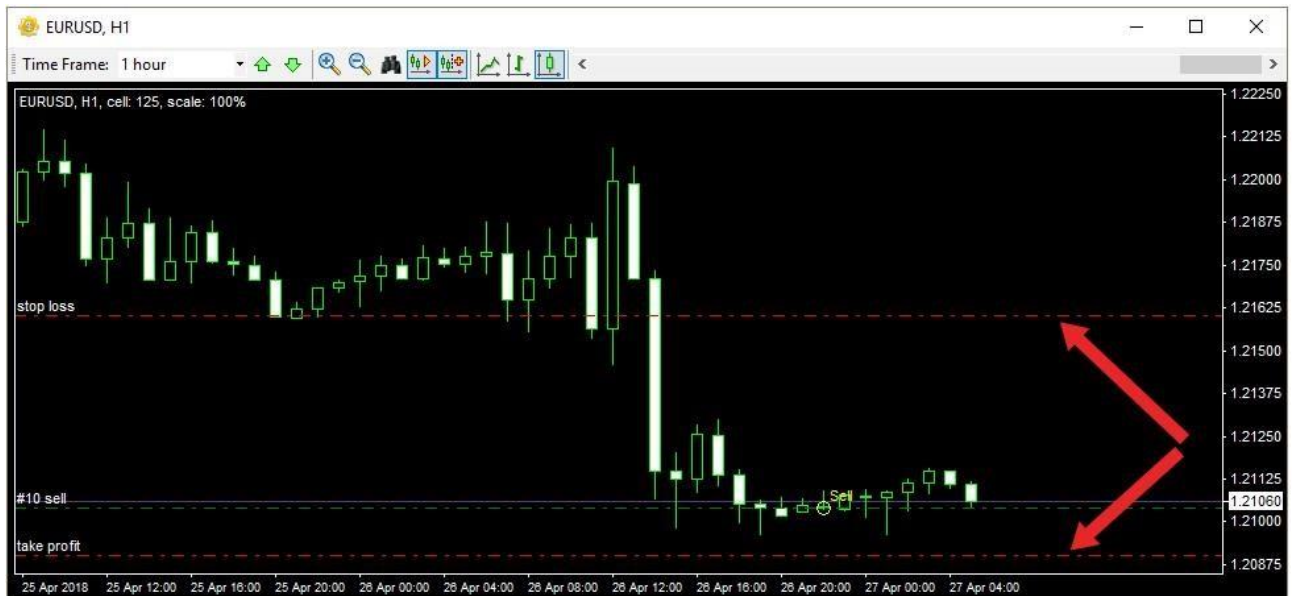 EURUSD, H1
Time Frame: 1 hour
EURUSD, H1, cell: 125, scale: 100%
1.22250
1.22125
1.22000
1.21875
1.21750
stop loss
1.21625
1.21500
1.21375
1.21250
1.21125
#10 sell
Sell
1.21060
1.21000
take profit
1.20875
25 Apr 2018 25 Apr 12:00 25 Apr 16:00 25 Apr 20:00 26 Apr 00:00 26 Apr 04:00 26 Apr 08:00 26 Apr 12:00 26 Apr 16:00 26 Apr 20:00 27 Apr 00:00 27 Apr 04:00